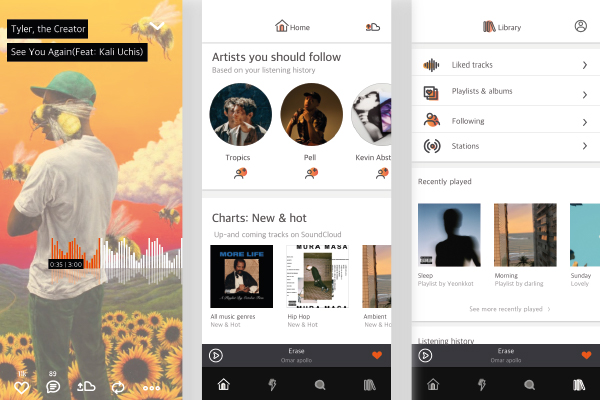 Tyler, the Creator
See You Again(Feat: Kali Uchis)
0:35 | 3:00
89
Home
Artists you should follow
Based on your listening history
Tropics
Pell
Kevin Abst
Charts: New & hot
Up-and coming tracks on SoundCloud
MORE LIFE
MURA MASA
All music genres
New & Hot
Hip Hop
New & Hot
Ambient
New & Ho
Erase
Omar apollo
Library
Liked tracks
Playlists & albums
Following
Stations
Recently played
Sleep
Playlist by Yeonkkot
Morning
Playlist by darling
Sunday
Lovely
See more recently played
Listening history
Erase
Omar apollo